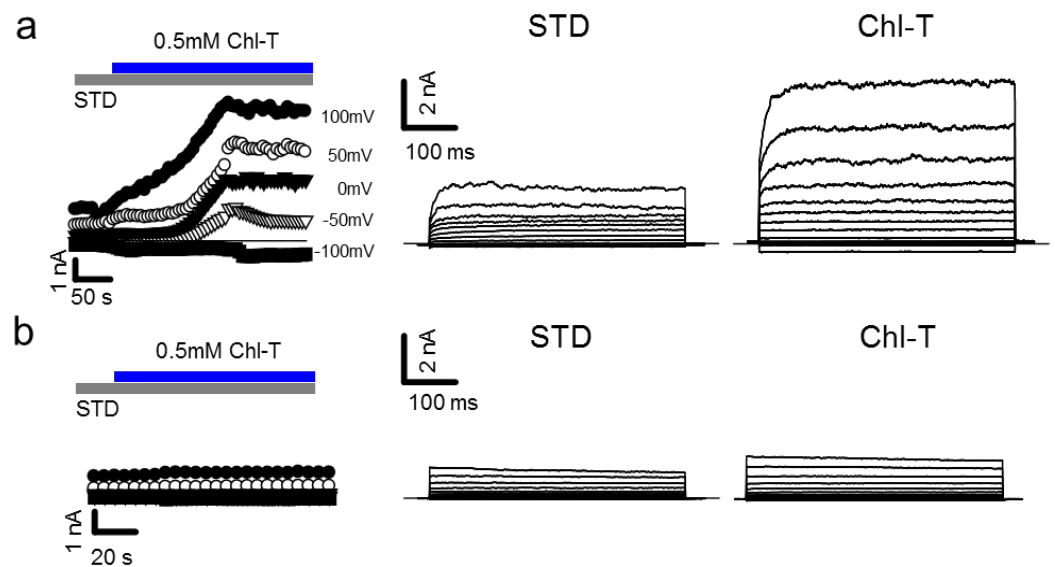 a
0.5mM Chl-T
STD
100mV
50mV
0mV
-50mV
-100mV
1 nA
50 s
2 nA
100 ms
STD
Chl-T
b
0.5mM Chl-T
STD
1 nA
20 s
2 nA
100 ms
STD
Chl-T